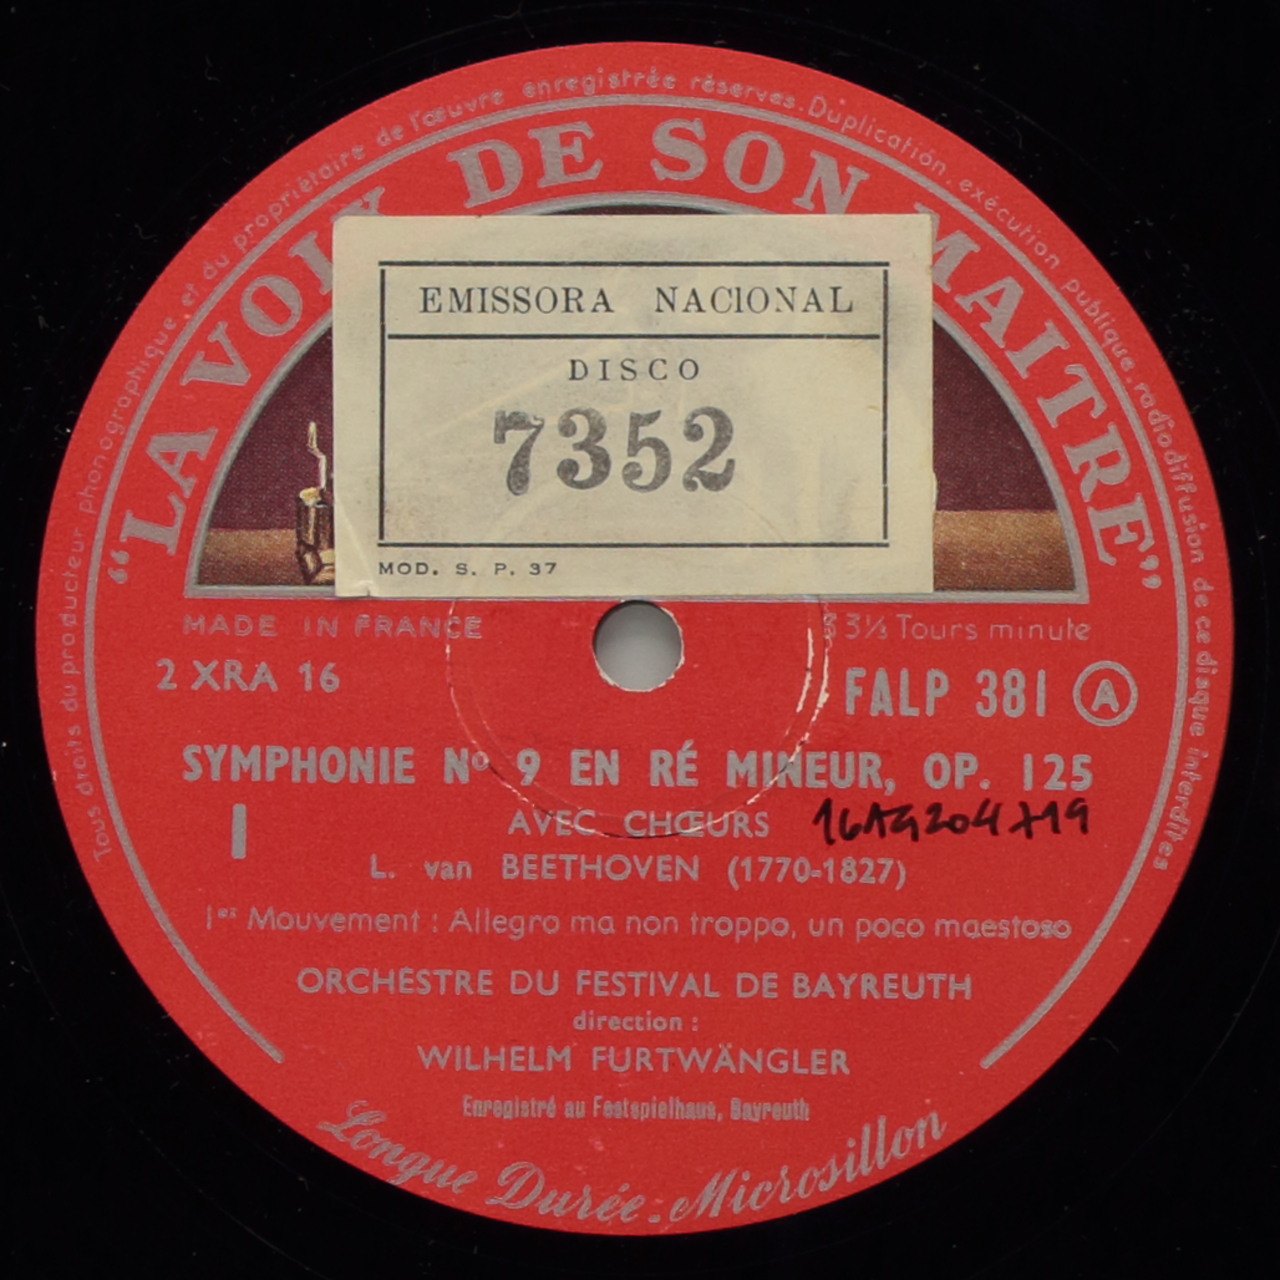 Tous droits du producteur phonographique, et du propriétaire de l'œuvre enregistrée réservés. Duplication, exécution publique, radiodiffusion de ce disque interdites
"LA VOIX DE SON MAITRE"
EMISSORA NACIONAL
DISCO
7352
MOD. S. P. 37
MADE IN FRANCE
33⅓ Tours minute
2 XRA 16
FALP 381 A
SYMPHONIE No 9 EN RÉ MINEUR, OP. 125
I
AVEC CHŒURS
16AG204719
L. van BEETHOVEN (1770-1827)
1er Mouvement : Allegro ma non troppo, un poco maestoso
ORCHESTRE DU FESTIVAL DE BAYREUTH
direction :
WILHELM FURTWÄNGLER
Enregistré au Festspielhaus, Bayreuth
Longue Durée-Microsillon